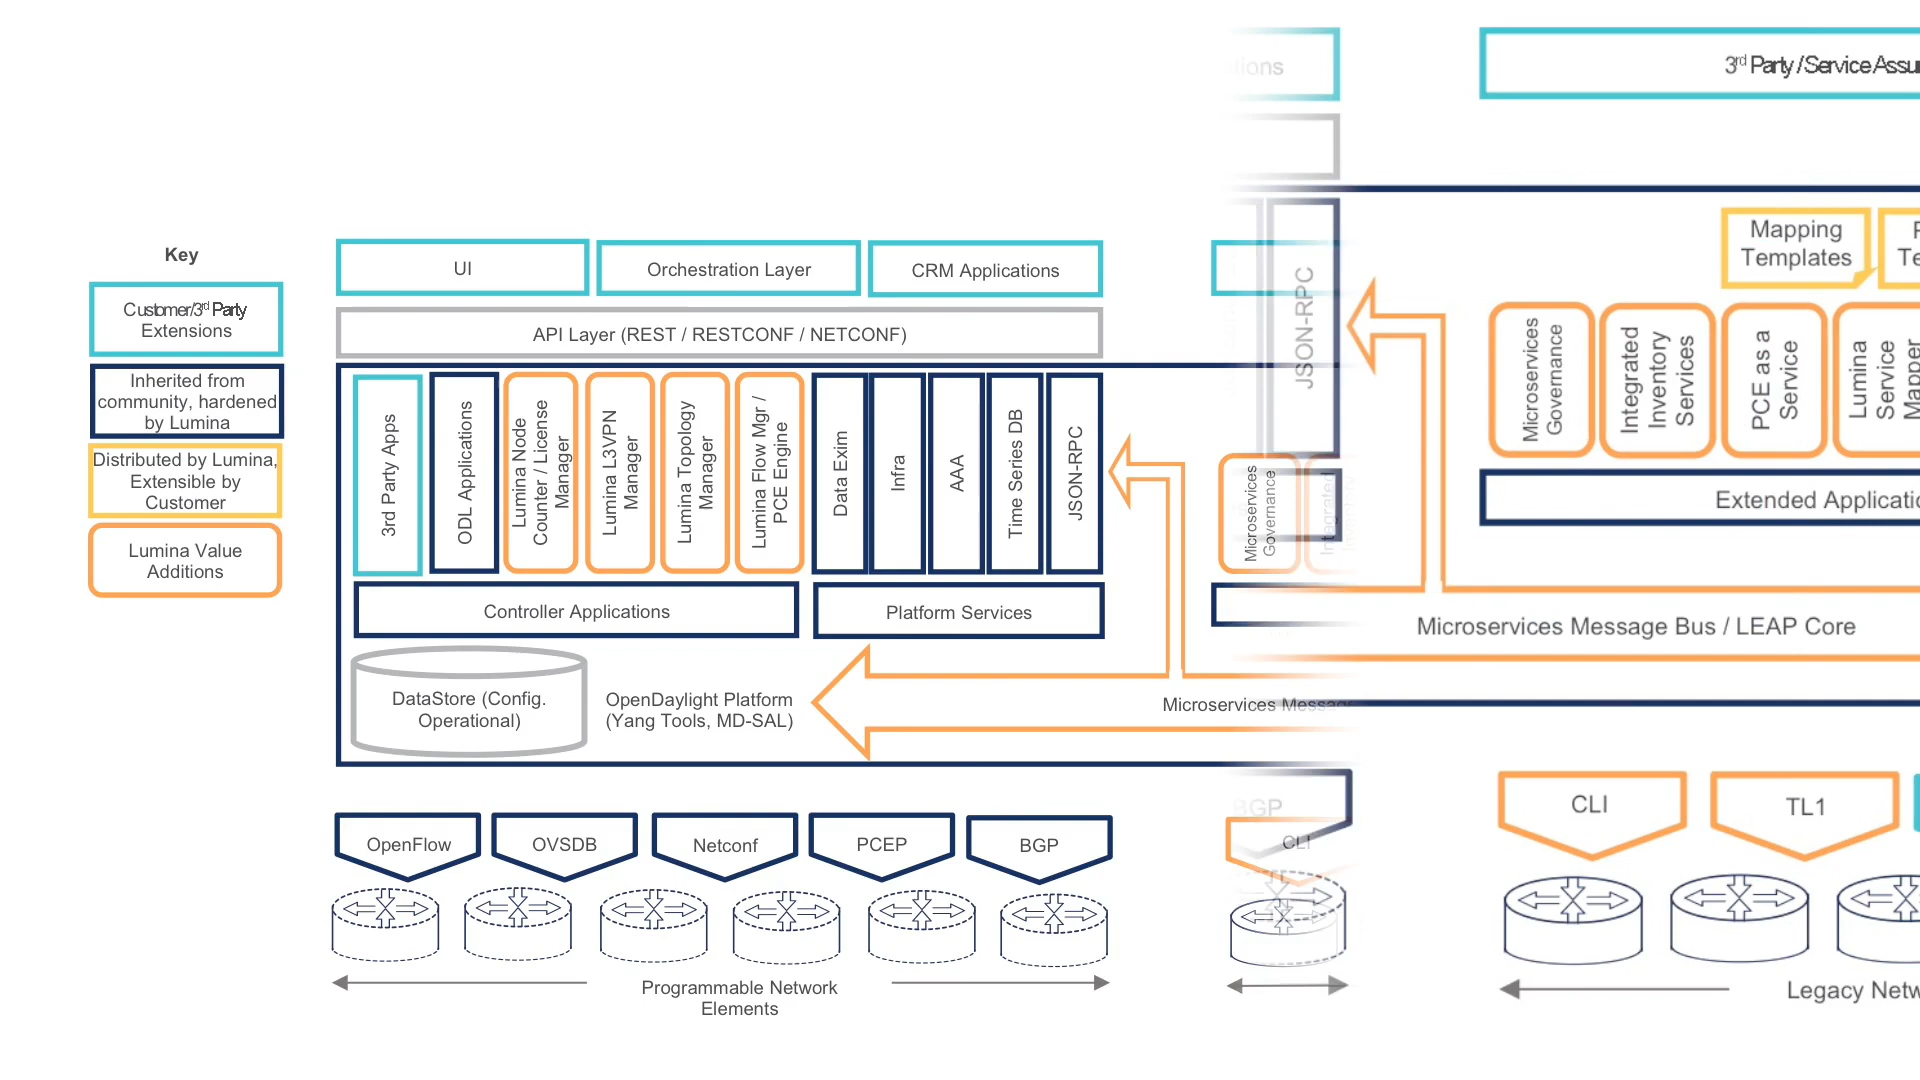 Key
Customer/3rd Party
Extensions
Inherited from
community, hardened
by Lumina
Distributed by Lumina,
Extensible by
Customer
Lumina Value
Additions
UI
Orchestration Layer
CRM Applications
API Layer (REST / RESTCONF / NETCONF)
3rd Party Apps
ODL Applications
Lumina Node
Counter / License
Manager
Lumina L3VPN
Manager
Lumina Topology
Manager
Lumina Flow Mgr /
PCE Engine
Data Exim
Infra
AAA
Time Series DB
JSON-RPC
Controller Applications
Platform Services
DataStore (Config.
Operational)
OpenDaylight Platform
(Yang Tools, MD-SAL)
Microservices Message
OpenFlow
OVSDB
Netconf
PCEP
BGP
Programmable Network
Elements
JSON-RPC
Microservices
Governance
Integrated
BGP
CLI
3rd Party / Service
Mapping
Templates
Microservices
Governance
Integrated
Inventory
Services
PCE as a
Service
Lumina
Service
Mapper
Extended
Microservices Message Bus / LEAP Core
CLI
TL1
Legacy